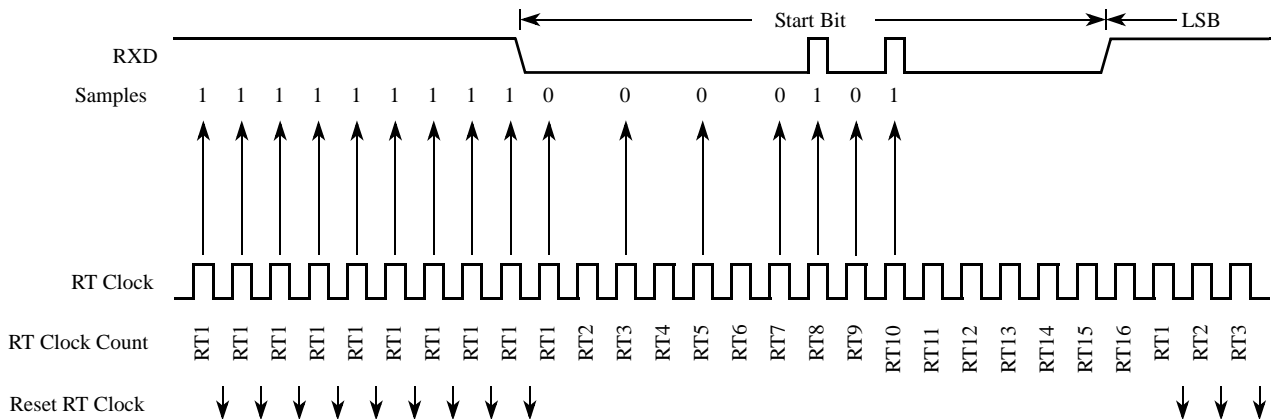 Start Bit LSB
RXD
Samples 1 1 1 1 1 1 1 1 1 0 0 0 0 1 0 1
RT Clock
RT Clock Count RT1 RT1 RT1 RT1 RT1 RT1 RT1 RT1 RT1 RT1 RT2 RT3 RT4 RT5 RT6 RT7 RT8 RT9 RT10 RT11 RT12 RT13 RT14 RT15 RT16 RT1 RT2 RT3
Reset RT Clock